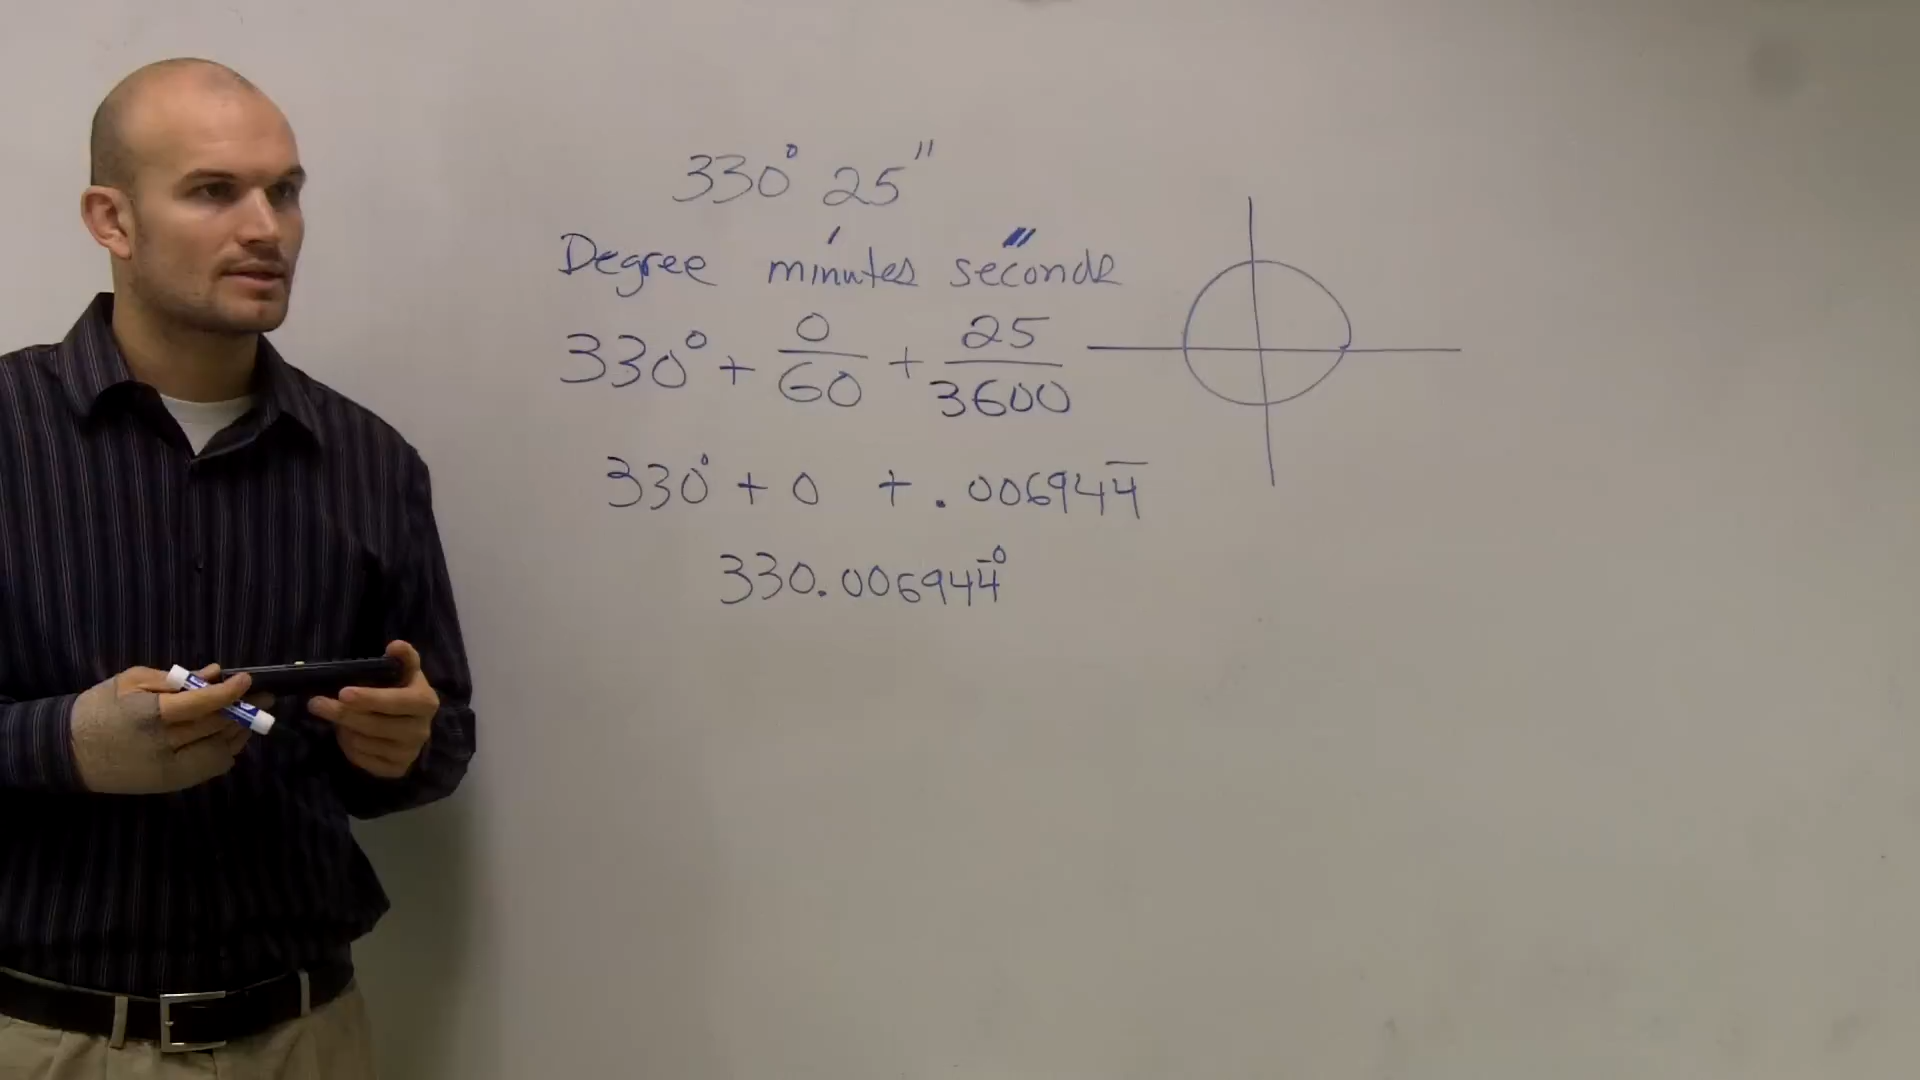 330° 25"
' "
Degree minutes seconds
330° + 0/60 + 25/3600
330° + 0 + .006944̅
330.006944̅°